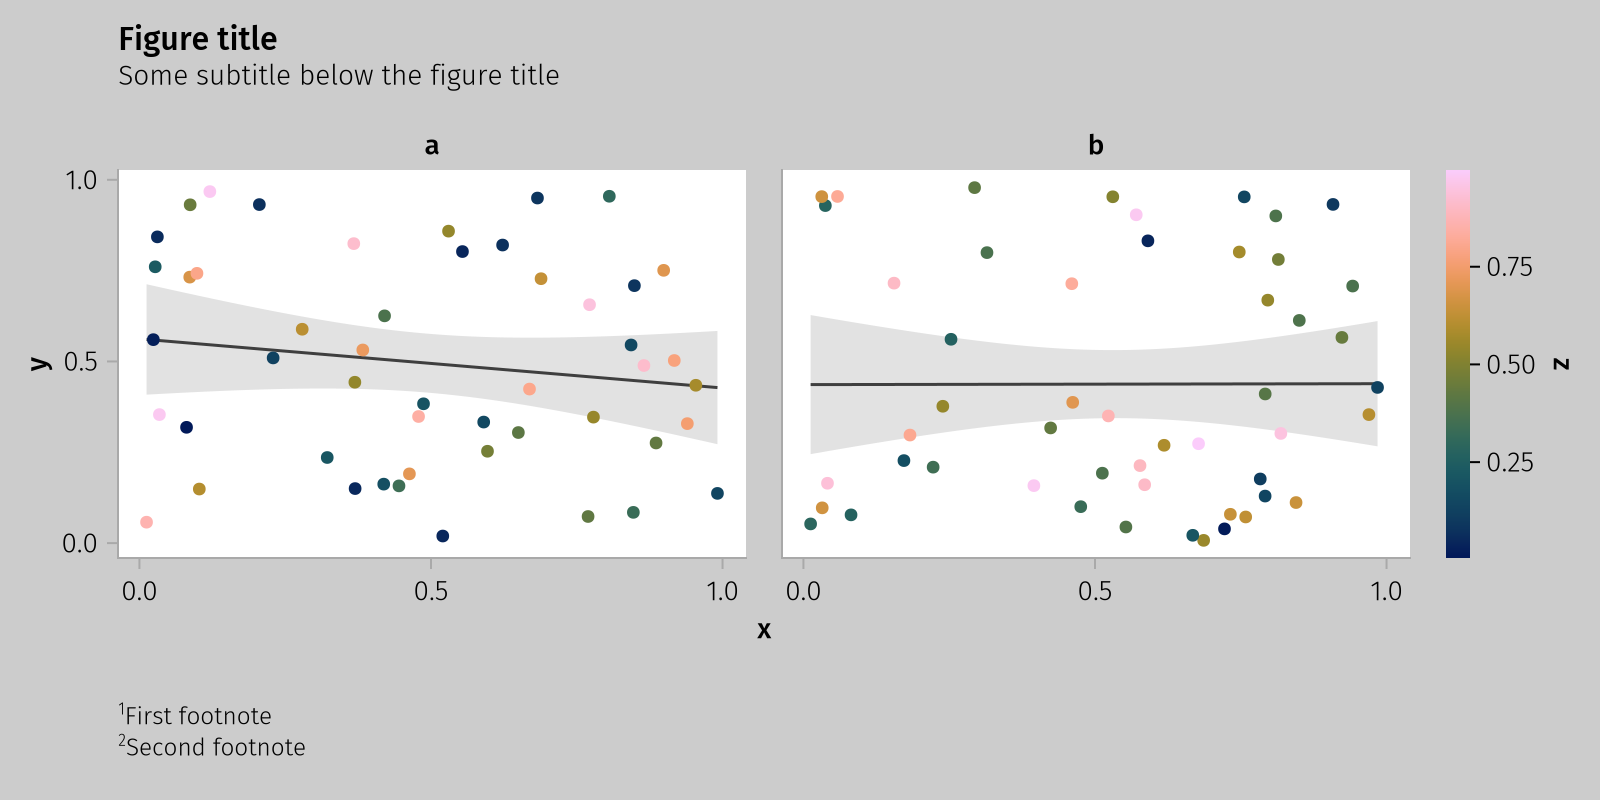 Figure title
Some subtitle below the figure title
a
b
y
1.0
0.5
0.0
0.0 0.5 1.0
0.0 0.5 1.0
x
0.75
0.50
0.25
z
¹First footnote
²Second footnote